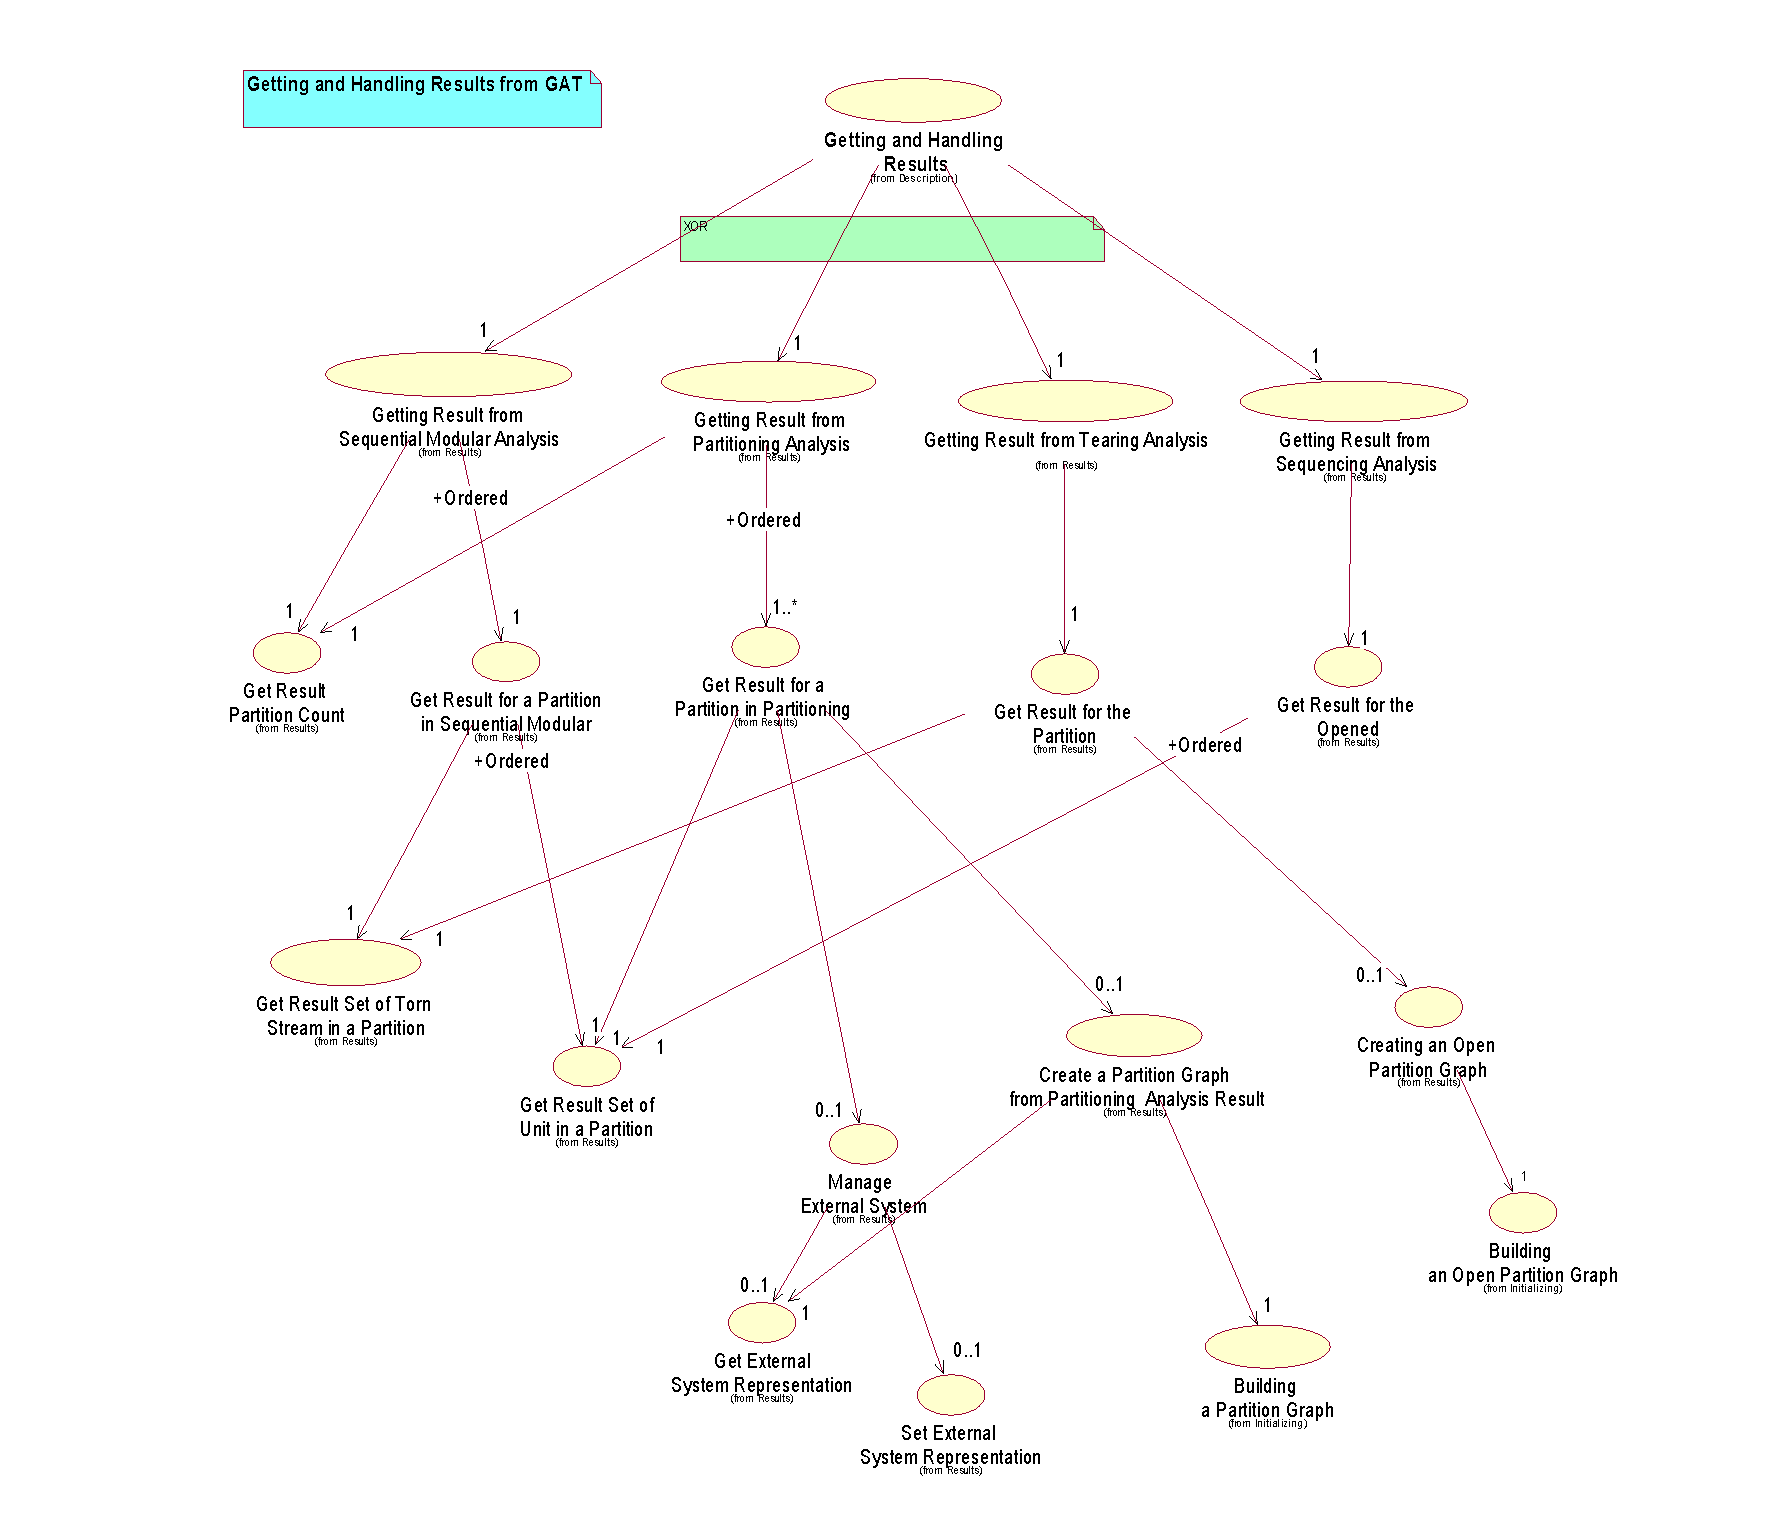 Getting and Handling Results from GAT
Getting and Handling
Results
(from Description)
XOR
1
1
1
1
Getting Result from
Sequential Modular Analysis
(from Results)
Getting Result from
Partitioning Analysis
(from Results)
Getting Result from Tearing Analysis
(from Results)
Getting Result from
Sequencing Analysis
(from Results)
+Ordered
+Ordered
1
1
1
1..*
1
1
Get Result
Partition Count
(from Results)
Get Result for a Partition
in Sequential Modular
(from Results)
Get Result for a
Partition in Partitioning
(from Results)
Get Result for the
Partition
(from Results)
Get Result for the
Opened
(from Results)
+Ordered
+Ordered
1
1
0..1
0..1
Get Result Set of Torn
Stream in a Partition
(from Results)
1
1
1
Get Result Set of
Unit in a Partition
(from Results)
Create a Partition Graph
from Partitioning  Analysis Result
(from Results)
Creating an Open
Partition Graph
(from Results)
0..1
Manage
External System
(from Results)
1
Building
an Open Partition Graph
(from Initializing)
0..1
1
1
Get External
System Representation
(from Results)
0..1
Set External
System Representation
(from Results)
Building
a Partition Graph
(from Initializing)